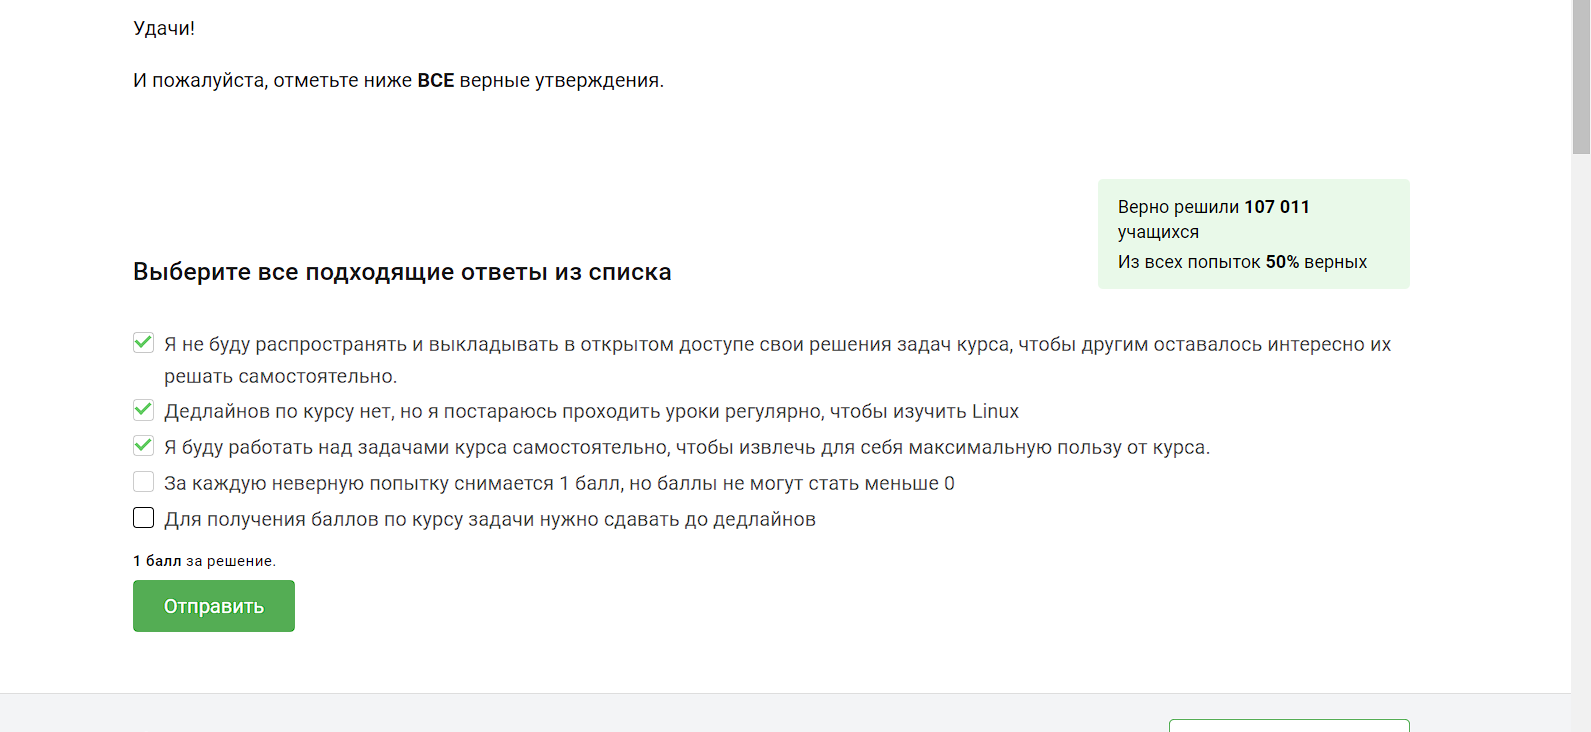 Удачи!
И пожалуйста, отметьте ниже ВСЕ верные утверждения.
Верно решили 107 011
учащихся
Из всех попыток 50% верных
Выберите все подходящие ответы из списка
Я не буду распространять и выкладывать в открытом доступе свои решения задач курса, чтобы другим оставалось интересно их
решать самостоятельно.
Дедлайнов по курсу нет, но я постараюсь проходить уроки регулярно, чтобы изучить Linux
Я буду работать над задачами курса самостоятельно, чтобы извлечь для себя максимальную пользу от курса.
За каждую неверную попытку снимается 1 балл, но баллы не могут стать меньше 0
Для получения баллов по курсу задачи нужно сдавать до дедлайнов
1 балл за решение.
Отправить